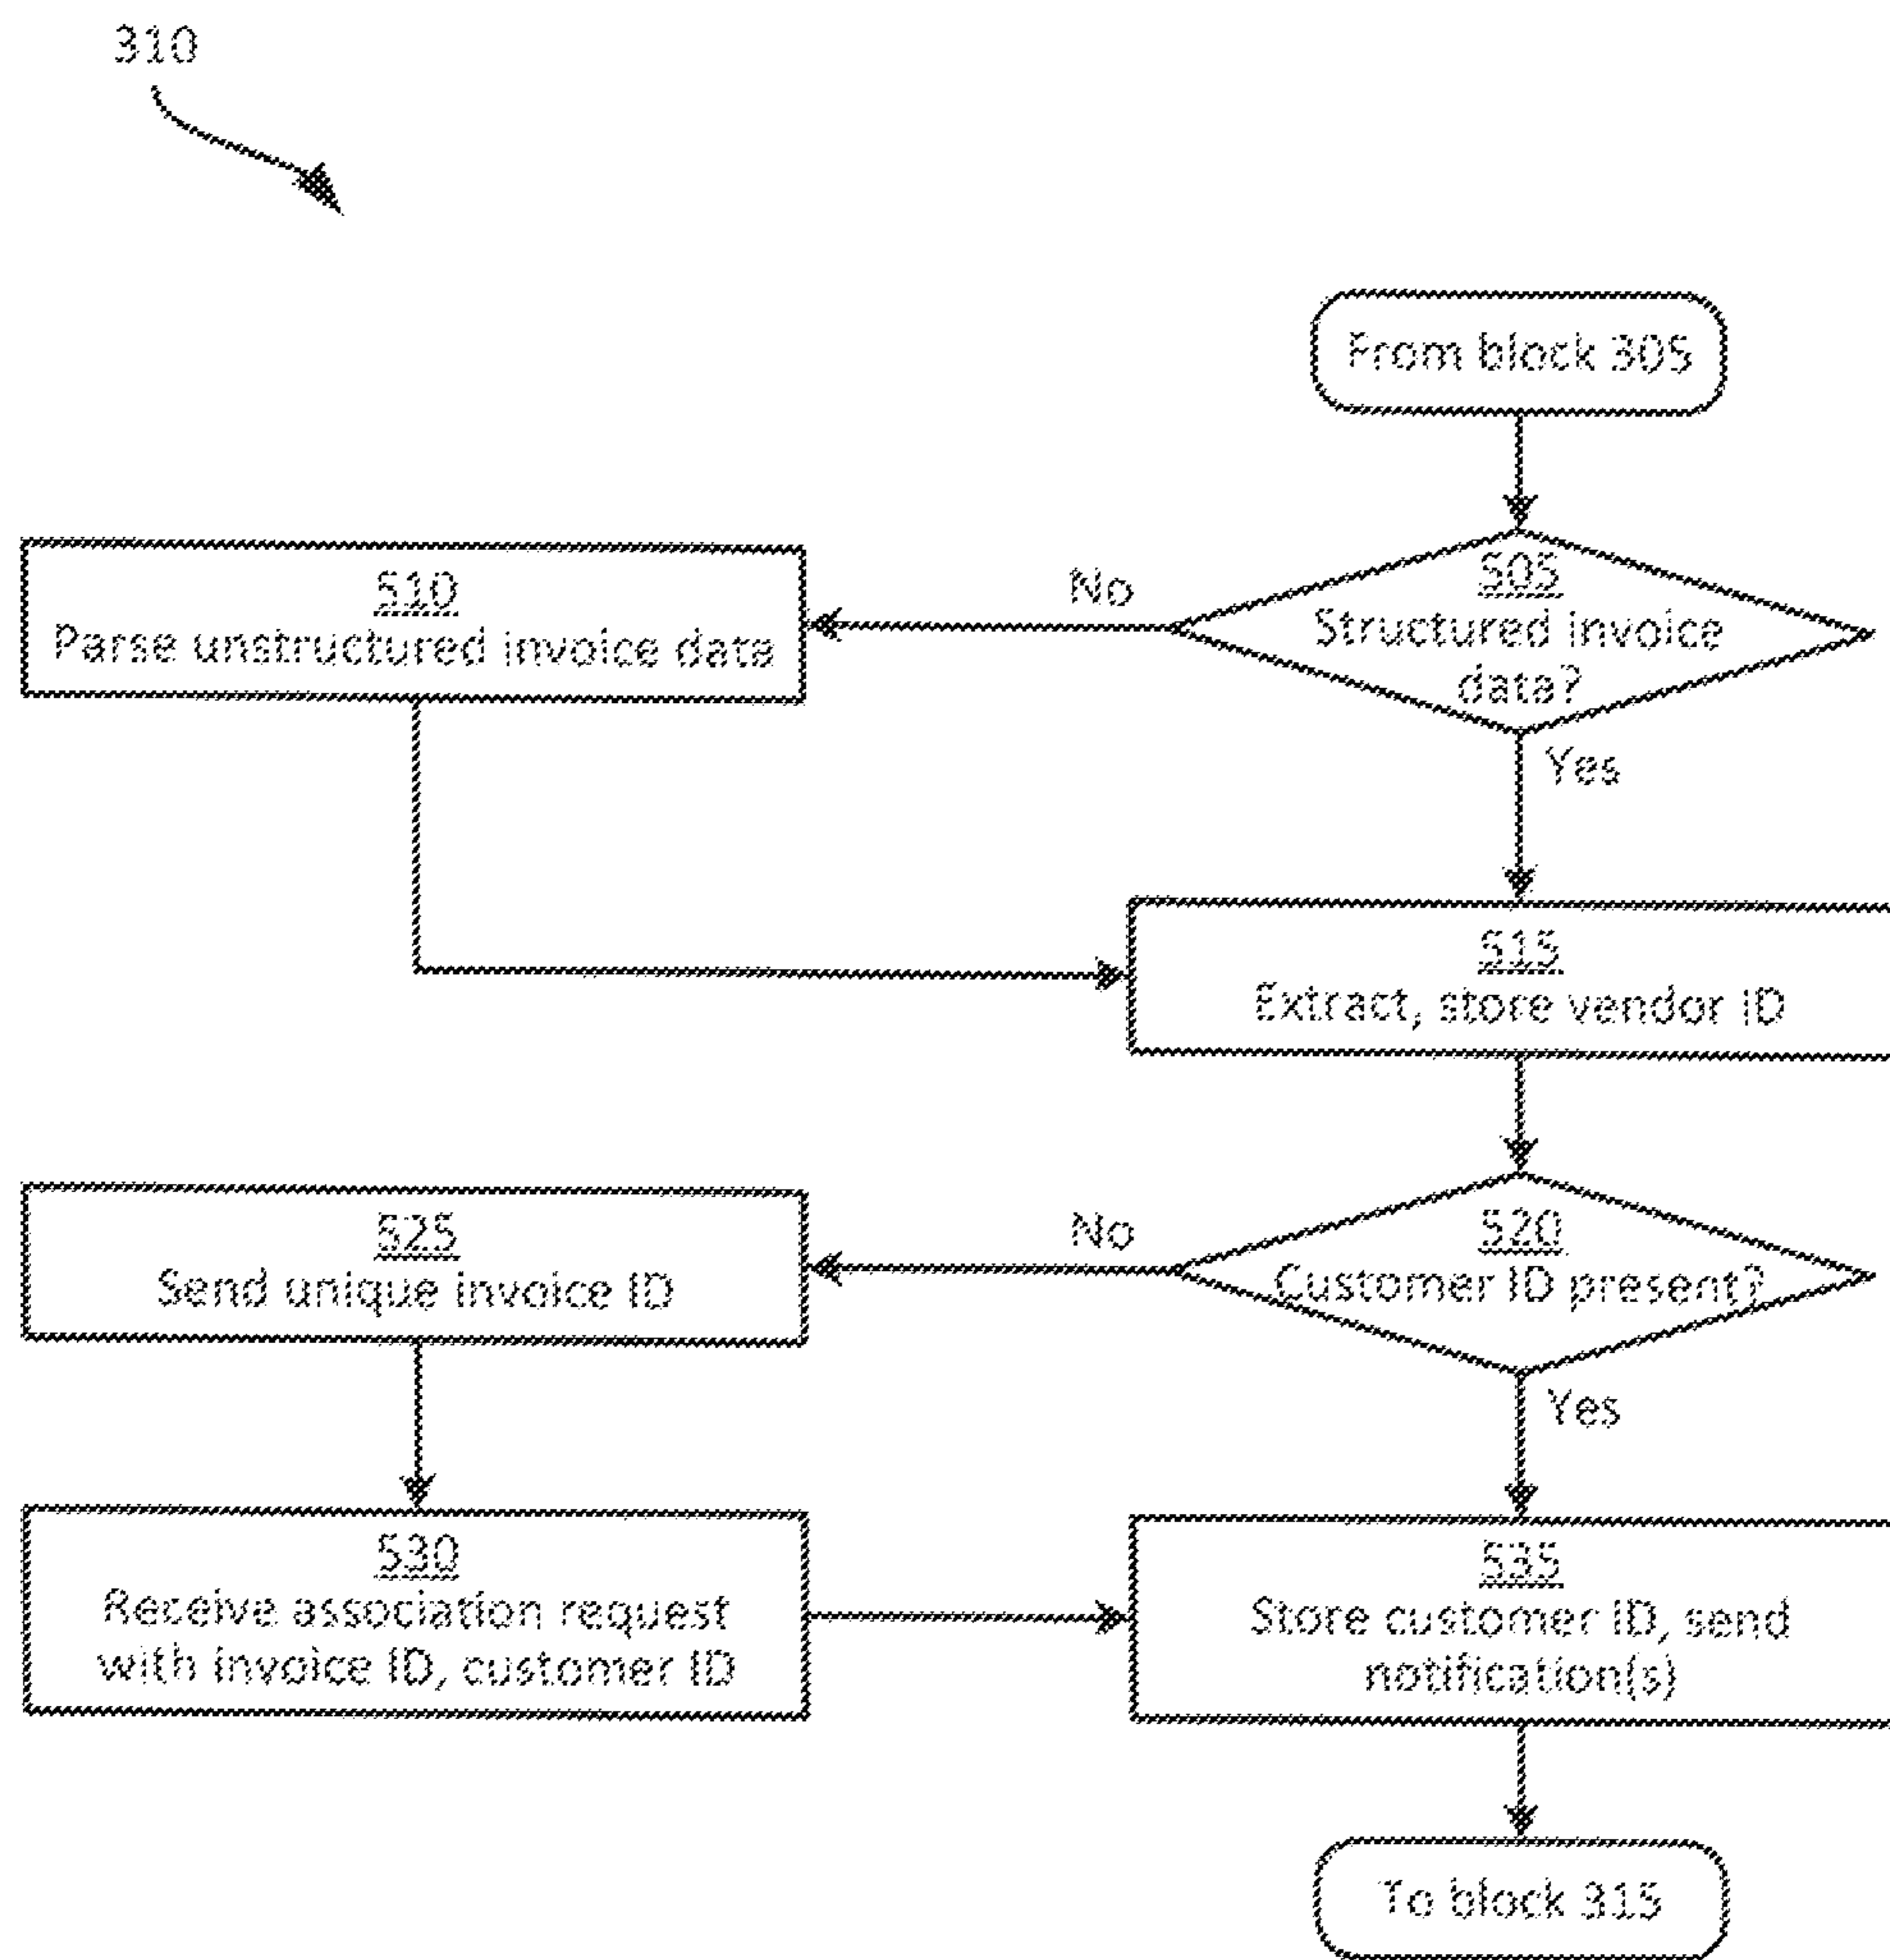 310
From block 305
505
Structured invoice
data?
No
510
Parse unstructured invoice data
Yes
515
Extract, store vendor ID
520
Customer ID present?
No
525
Send unique invoice ID
Yes
530
Receive association request
with invoice ID, customer ID
535
Store customer ID, send
notification(s)
To block 315